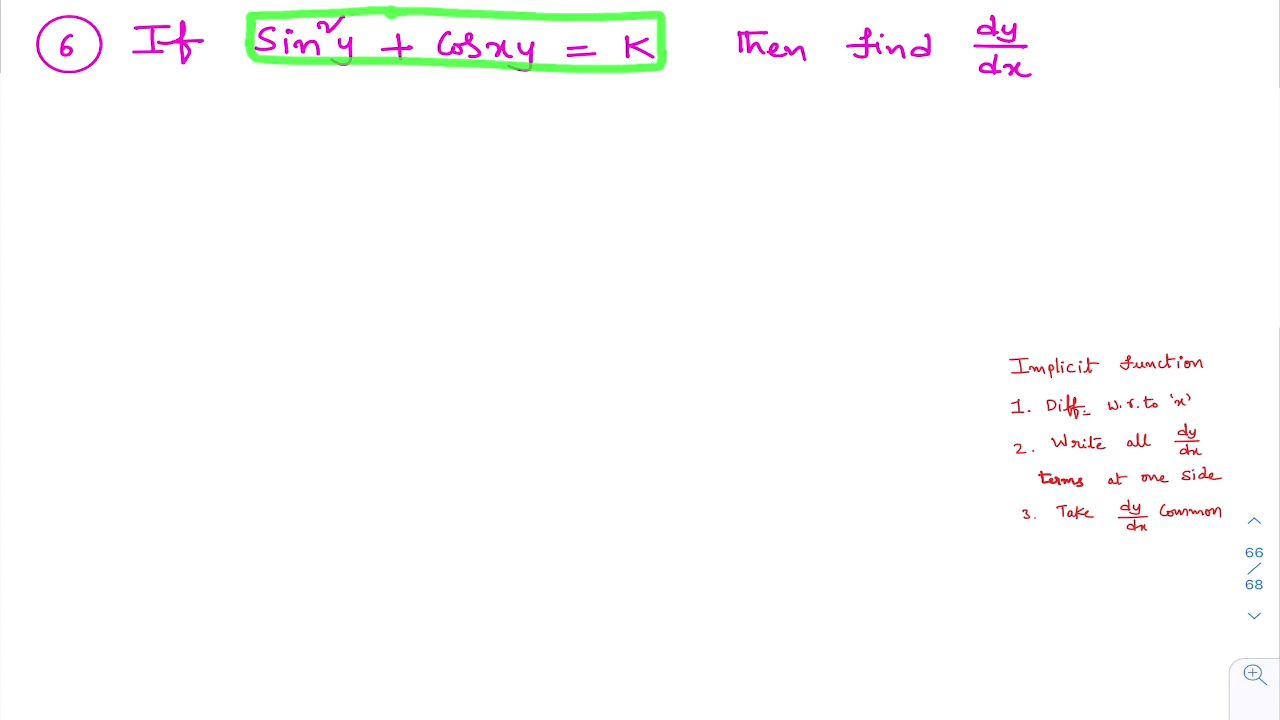 6 If Sin²y + Cosxy = K Then find dy/dx
Implicit function
1. Diff. w.r.to 'x'
2. Write all dy/dx
terms at one side
3. Take dy/dx Common
66
/
68